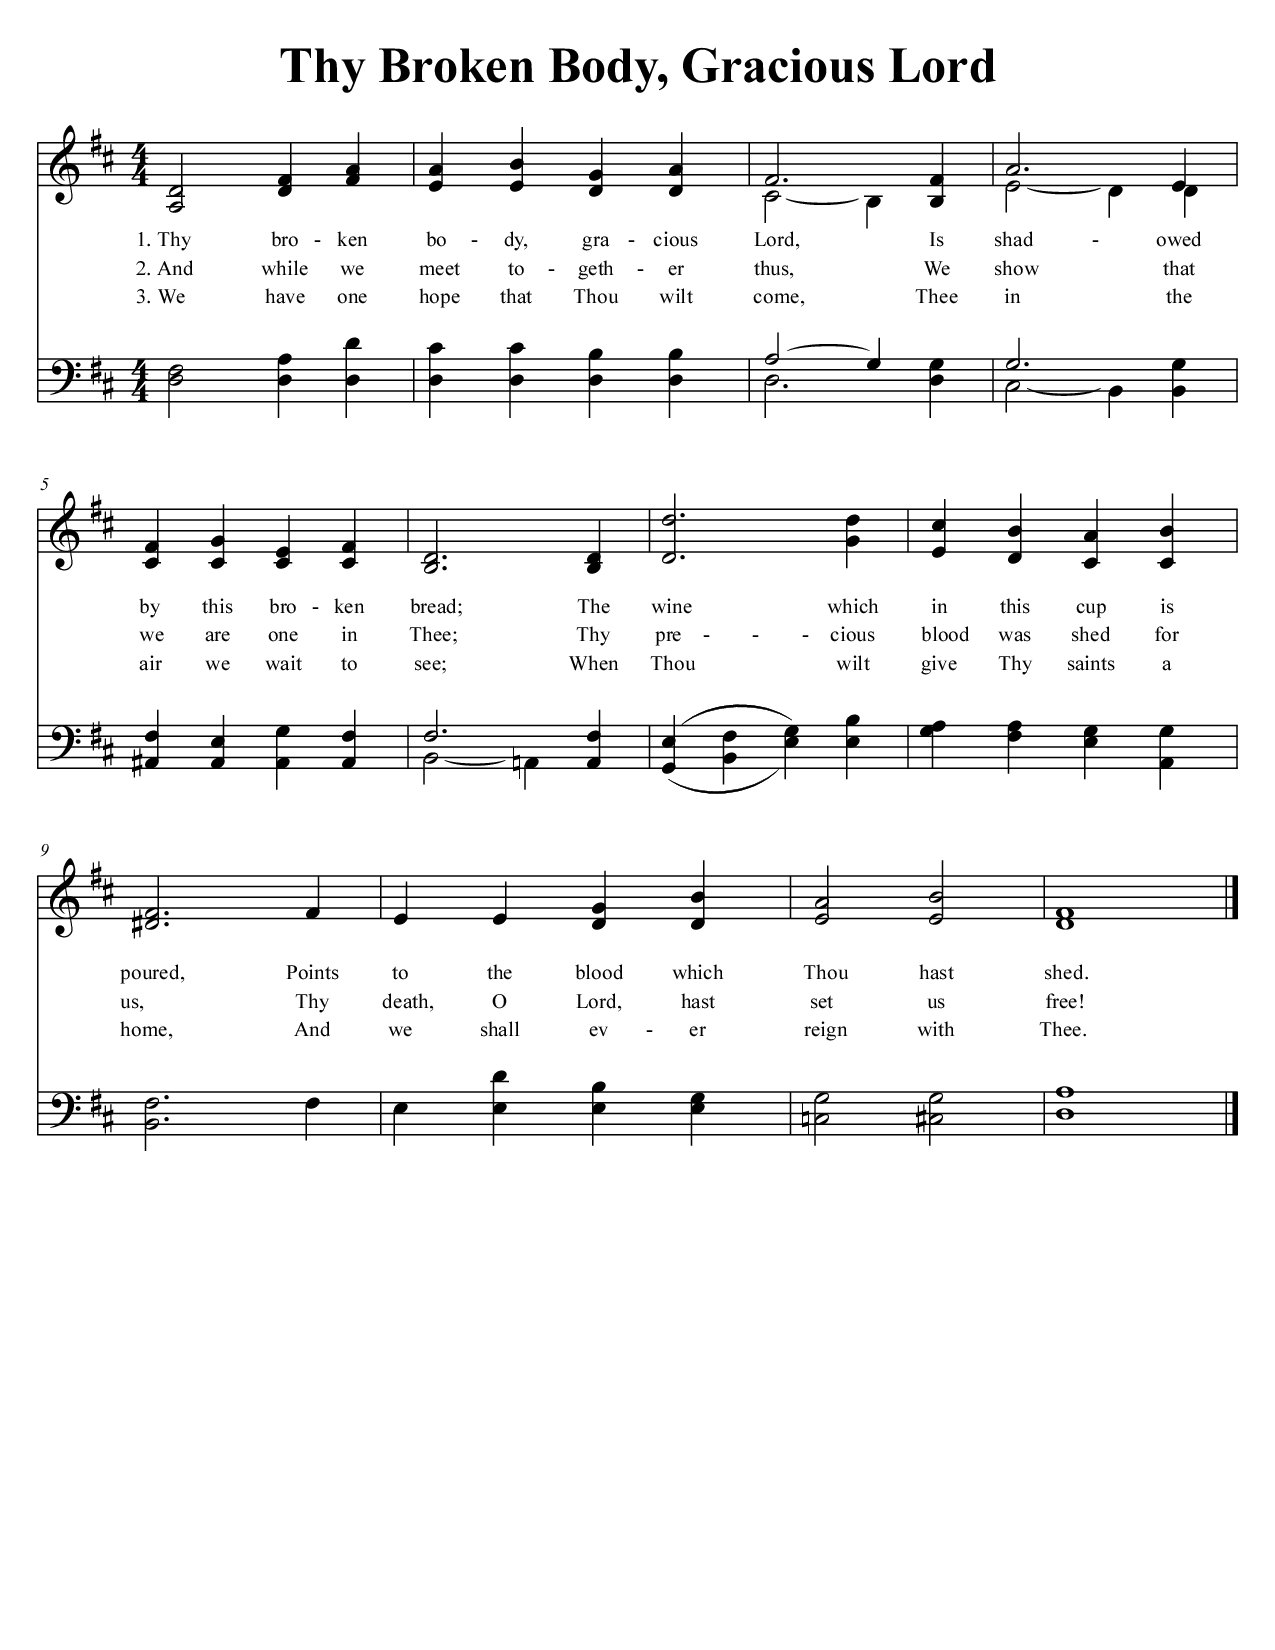 Thy Broken Body, Gracious Lord
4
4
1. Thy bro - ken bo - dy, gra - cious Lord, Is shad - owed
2. And while we meet to - geth - er thus, We show that
3. We have one hope that Thou wilt come, Thee in the
4
4
5
by this bro - ken bread; The wine which in this cup is
we are one in Thee; Thy pre - - cious blood was shed for
air we wait to see; When Thou wilt give Thy saints a
9
poured, Points to the blood which Thou hast shed.
us, Thy death, O Lord, hast set us free!
home, And we shall ev - er reign with Thee.